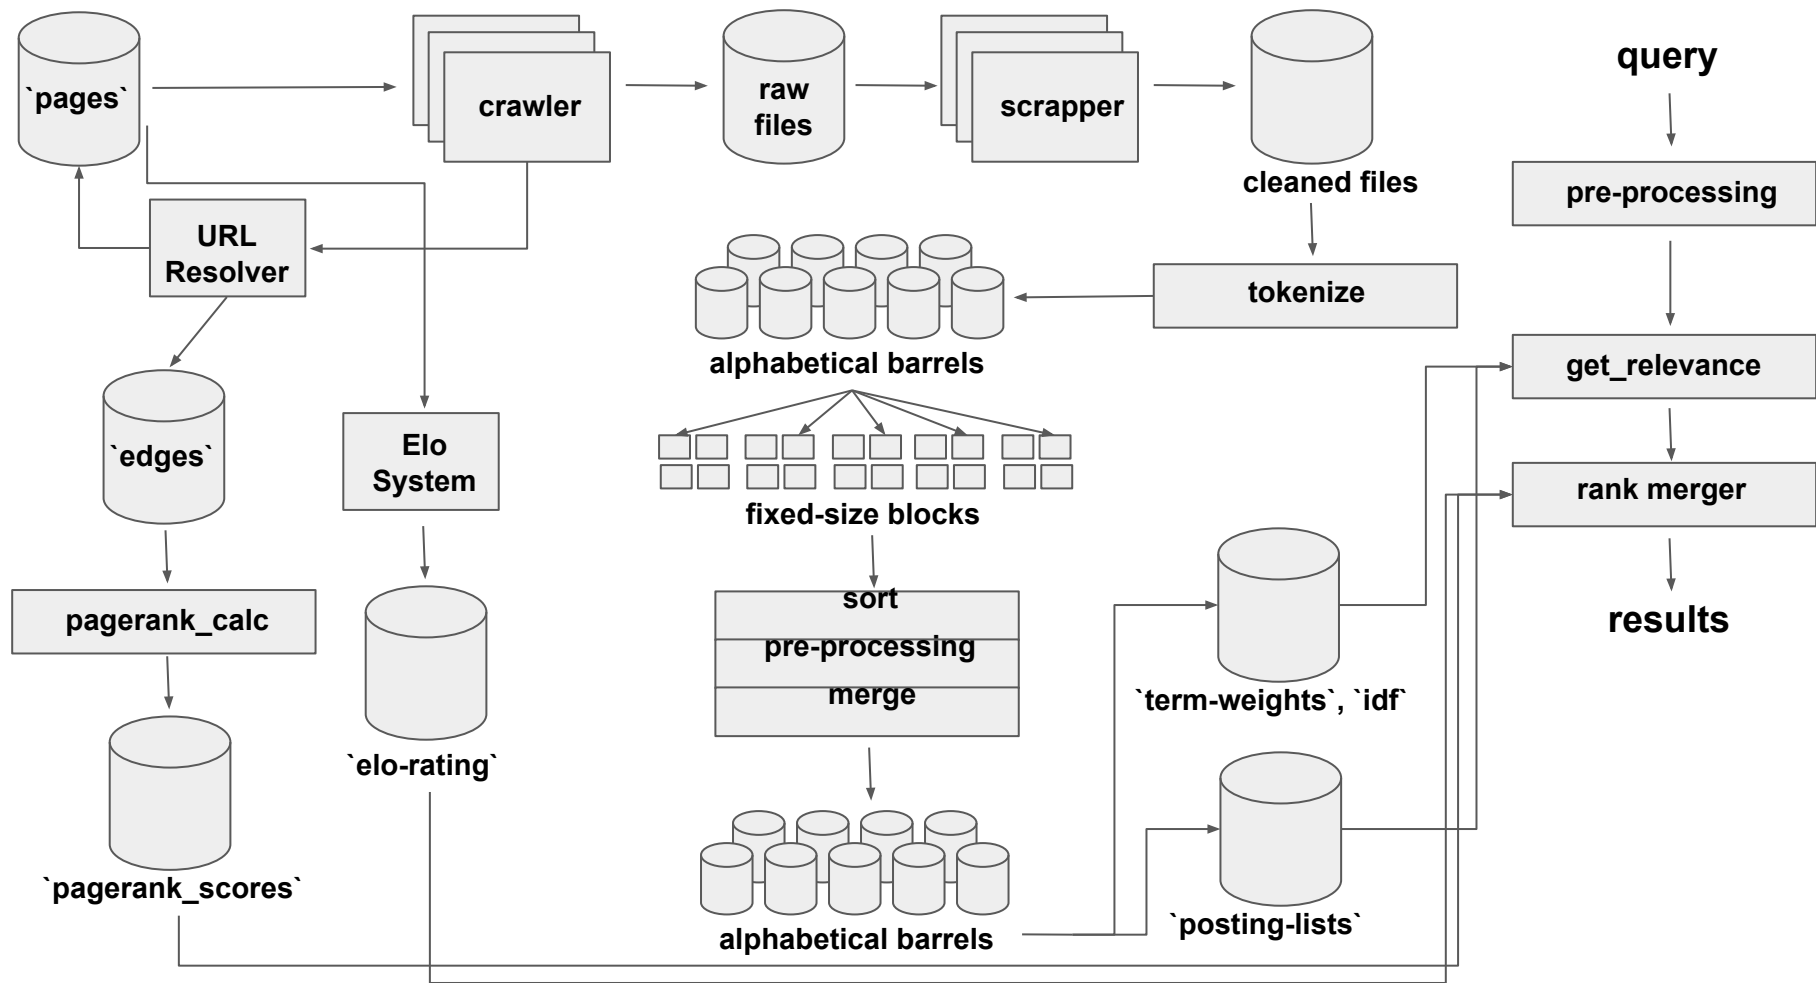 `pages`
crawler
raw
files
scrapper
cleaned files
query
pre-processing
URL
Resolver
tokenize
alphabetical barrels
get_relevance
`edges`
Elo
System
fixed-size blocks
rank merger
pagerank_calc
sort
pre-processing
merge
results
`elo-rating`
`term-weights`, `idf`
`pagerank_scores`
alphabetical barrels
`posting-lists`